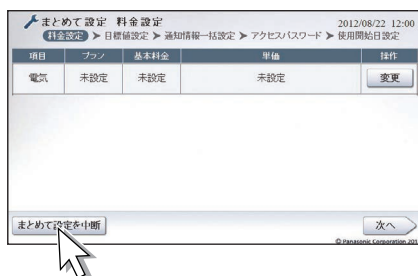 まとめて設定 料金設定 2012/08/22 12:00
料金設定 ➤ 目標値設定 ➤ 通知情報一括設定 ➤ アクセスパスワード ➤ 使用開始日設定
項目 プラン 基本料金 単価 操作
電気 未設定 未設定 未設定 変更
まとめて設定を中断 次へ
© Panasonic Corporation 201